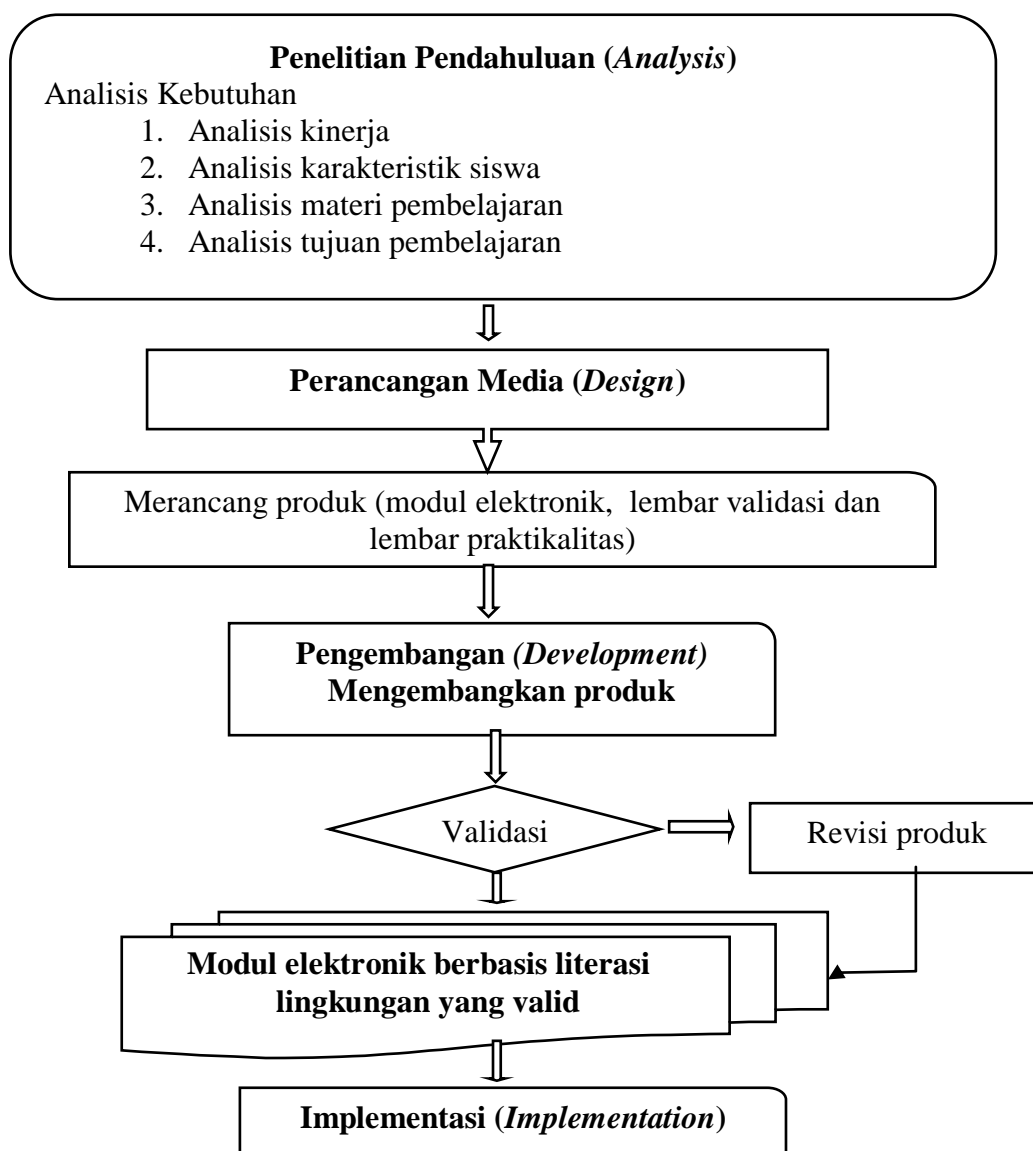 Penelitian Pendahuluan (Analysis)
Analisis Kebutuhan
1. Analisis kinerja
2. Analisis karakteristik siswa
3. Analisis materi pembelajaran
4. Analisis tujuan pembelajaran
Perancangan Media (Design)
Merancang produk (modul elektronik, lembar validasi dan
lembar praktikalitas)
Pengembangan (Development)
Mengembangkan produk
Validasi
Revisi produk
Modul elektronik berbasis literasi
lingkungan yang valid
Implementasi (Implementation)